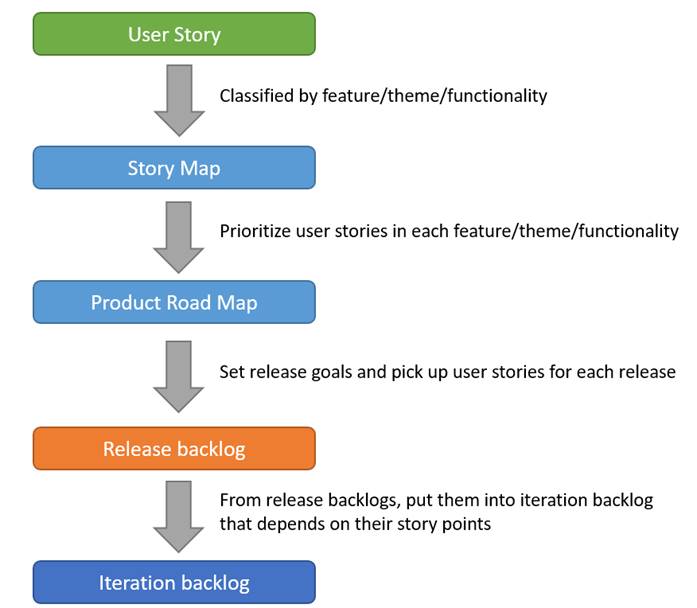 User Story
Classified by feature/theme/functionality
Story Map
Prioritize user stories in each feature/theme/functionality
Product Road Map
Set release goals and pick up user stories for each release
Release backlog
From release backlogs, put them into iteration backlog
that depends on their story points
Iteration backlog